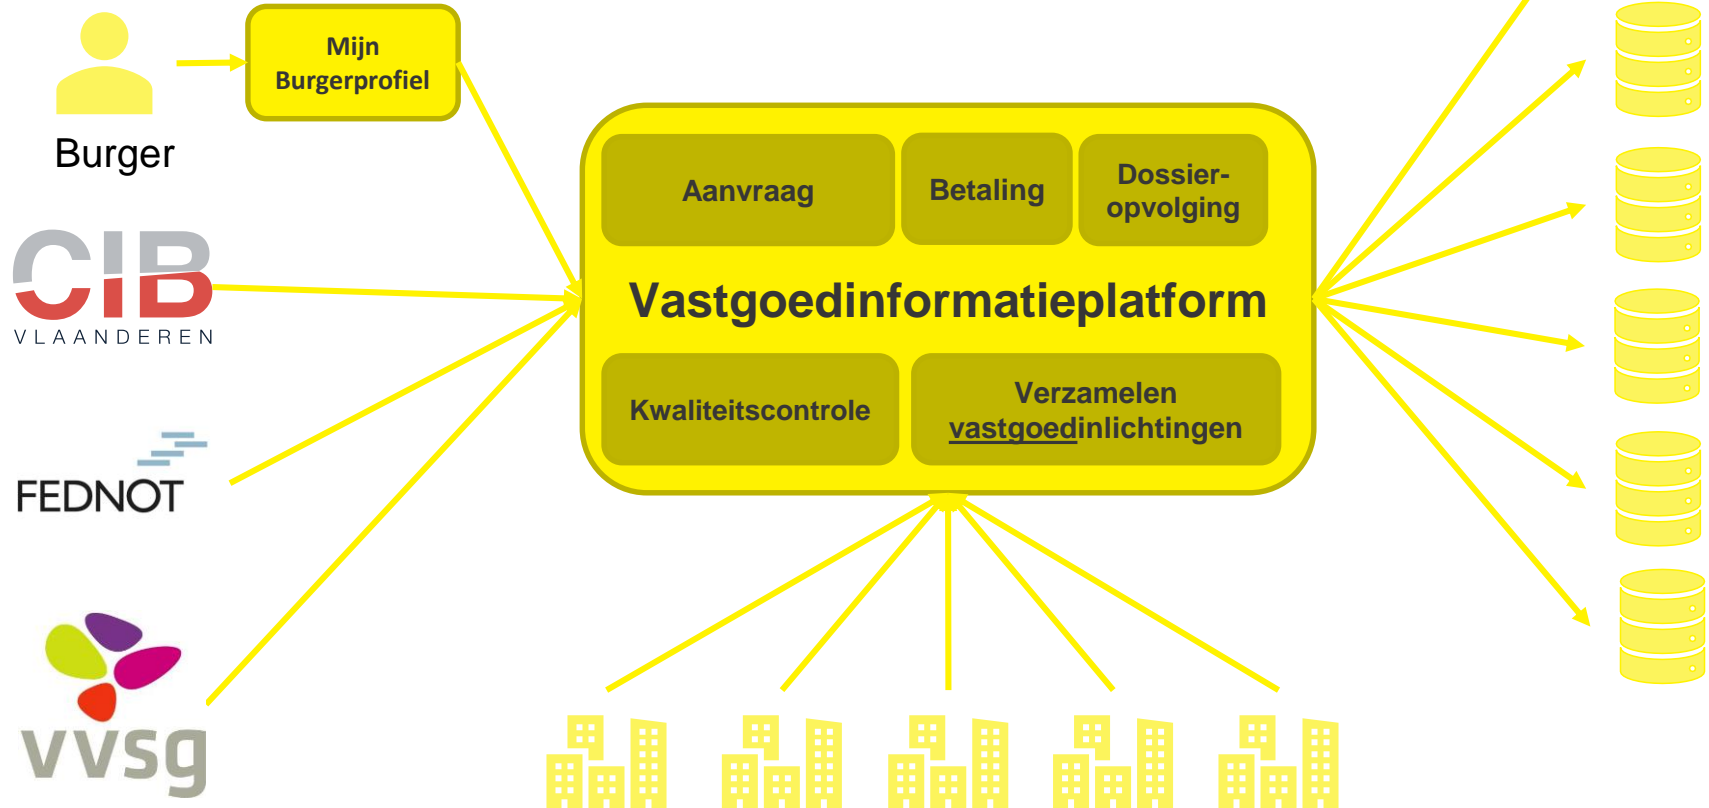 Mijn
Burgerprofiel
Burger
CIB
VLAANDEREN
FEDNOT
vvsg
Aanvraag
Betaling
Dossier-
opvolging
Vastgoedinformatieplatform
Kwaliteitscontrole
Verzamelen
vastgoedinlichtingen